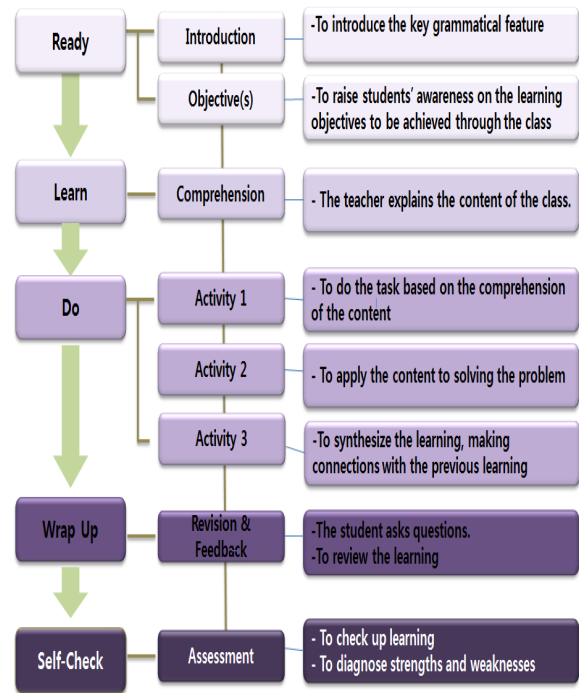 Ready
Introduction
-To introduce the key grammatical feature
Objective(s)
-To raise students' awareness on the learning
objectives to be achieved through the class
Learn
Comprehension
- The teacher explains the content of the class.
Do
Activity 1
- To do the task based on the comprehension
of the content
Activity 2
- To apply the content to solving the problem
Activity 3
-To synthesize the learning, making
connections with the previous learning
Wrap Up
Revision &
Feedback
-The student asks questions.
-To review the learning
Self-Check
Assessment
- To check up learning
- To diagnose strengths and weaknesses